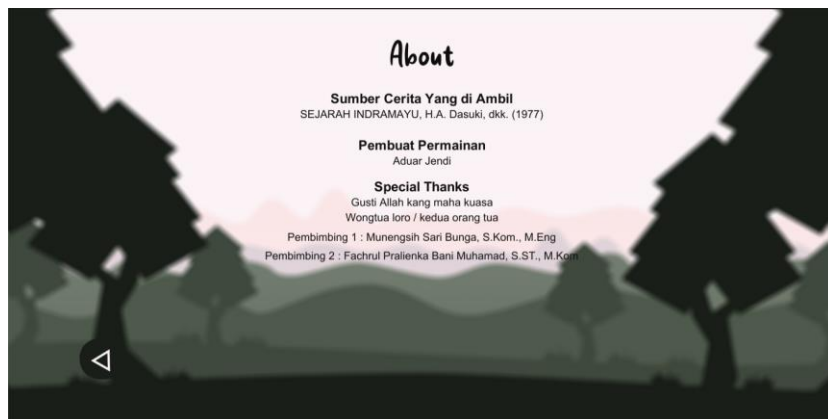 About
Sumber Cerita Yang di Ambil
SEJARAH INDRAMAYU, H.A. Dasuki, dkk. (1977)
Pembuat Permainan
Aduar Jendi
Special Thanks
Gusti Allah kang maha kuasa
Wongtua loro / kedua orang tua
Pembimbing 1 : Munengsih Sari Bunga, S.Kom., M.Eng
Pembimbing 2 : Fachrul Pralienka Bani Muhamad, S.ST., M.Kom